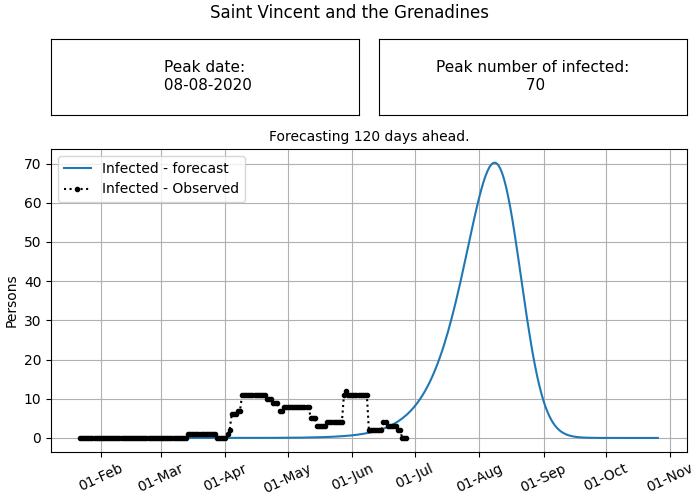 Saint Vincent and the Grenadines
Peak date:
08-08-2020
Peak number of infected:
70
Forecasting 120 days ahead.
Infected - forecast
Infected - Observed
Persons
70
60
50
40
30
20
10
0
01-Feb
01-Mar
01-Apr
01-May
01-Jun
01-Jul
01-Aug
01-Sep
01-Oct
01-Nov